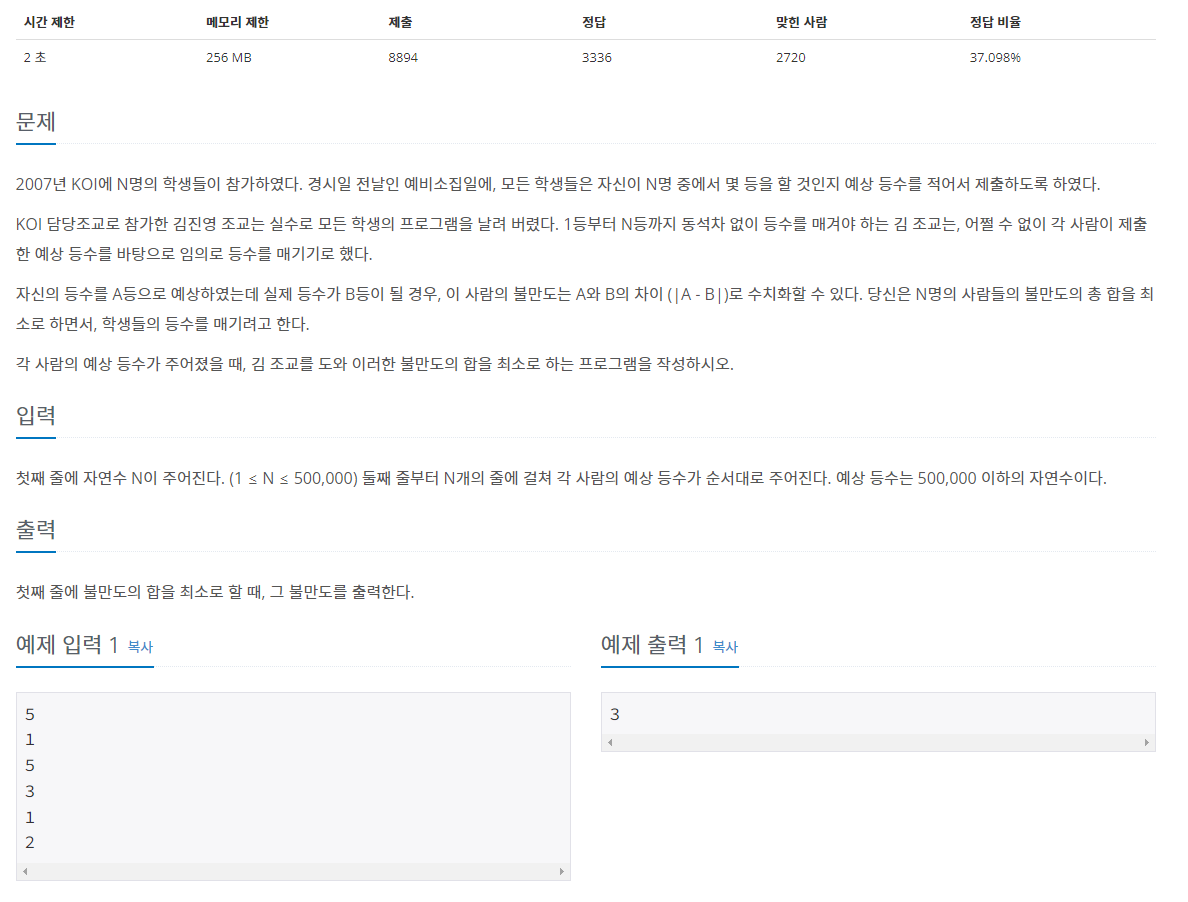 시간 제한 메모리 제한 제출 정답 맞힌 사람 정답 비율
2 초 256 MB 8894 3336 2720 37.098%
문제
2007년 KOI에 N명의 학생들이 참가하였다. 경시일 전날인 예비소집일에, 모든 학생들은 자신이 N명 중에서 몇 등을 할 것인지 예상 등수를 적어서 제출하도록 하였다.
KOI 담당조교로 참가한 김진영 조교는 실수로 모든 학생의 프로그램을 날려 버렸다. 1등부터 N등까지 동석차 없이 등수를 매겨야 하는 김 조교는, 어쩔 수 없이 각 사람이 제출
한 예상 등수를 바탕으로 임의로 등수를 매기기로 했다.
자신의 등수를 A등으로 예상하였는데 실제 등수가 B등이 될 경우, 이 사람의 불만도는 A와 B의 차이 (|A - B|)로 수치화할 수 있다. 당신은 N명의 사람들의 불만도의 총 합을 최
소로 하면서, 학생들의 등수를 매기려고 한다.
각 사람의 예상 등수가 주어졌을 때, 김 조교를 도와 이러한 불만도의 합을 최소로 하는 프로그램을 작성하시오.
입력
첫째 줄에 자연수 N이 주어진다. (1 ≤ N ≤ 500,000) 둘째 줄부터 N개의 줄에 걸쳐 각 사람의 예상 등수가 순서대로 주어진다. 예상 등수는 500,000 이하의 자연수이다.
출력
첫째 줄에 불만도의 합을 최소로 할 때, 그 불만도를 출력한다.
예제 입력 1 복사
5
1
5
3
1
2
예제 출력 1 복사
3